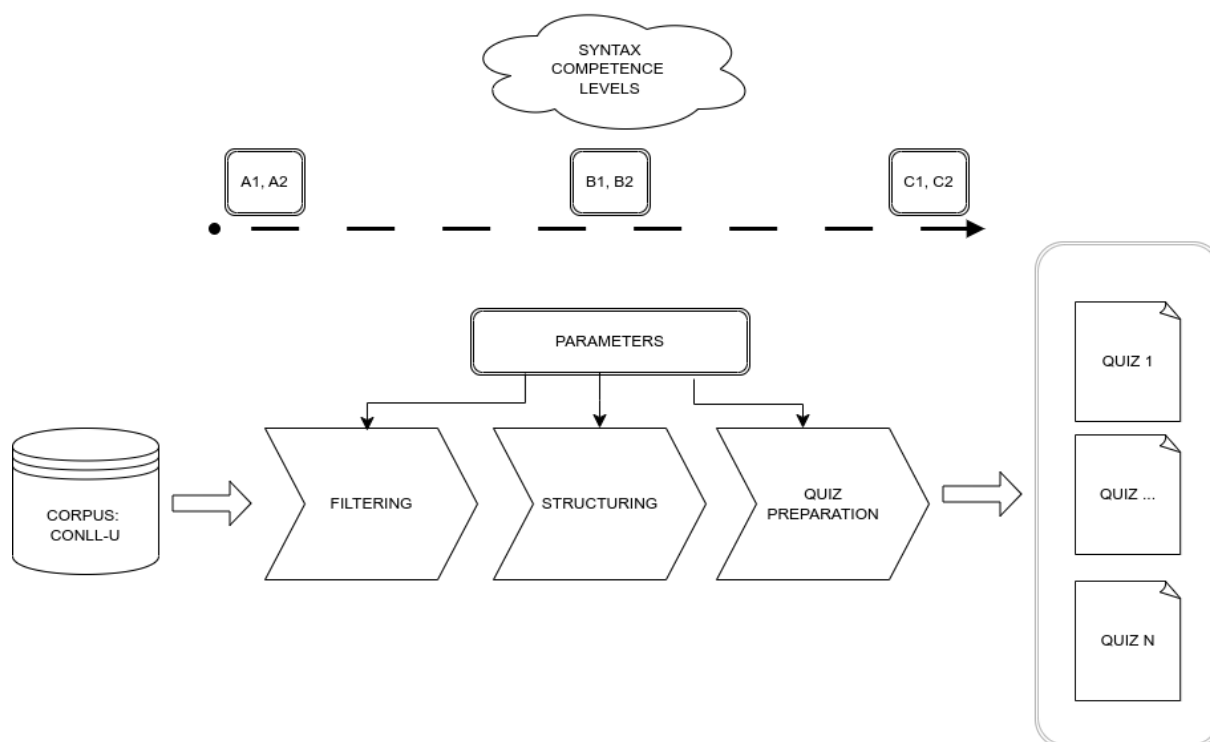 SYNTAX
COMPETENCE
LEVELS
A1, A2
B1, B2
C1, C2
PARAMETERS
CORPUS:
CONLL-U
FILTERING
STRUCTURING
QUIZ
PREPARATION
QUIZ 1
QUIZ ...
QUIZ N